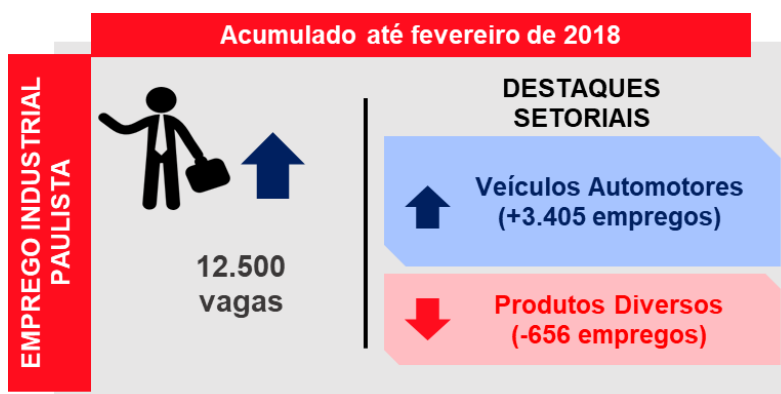 Acumulado até fevereiro de 2018
EMPREGO INDUSTRIAL
PAULISTA
12.500
vagas
DESTAQUES
SETORIAIS
Veículos Automotores
(+3.405 empregos)
Produtos Diversos
(-656 empregos)